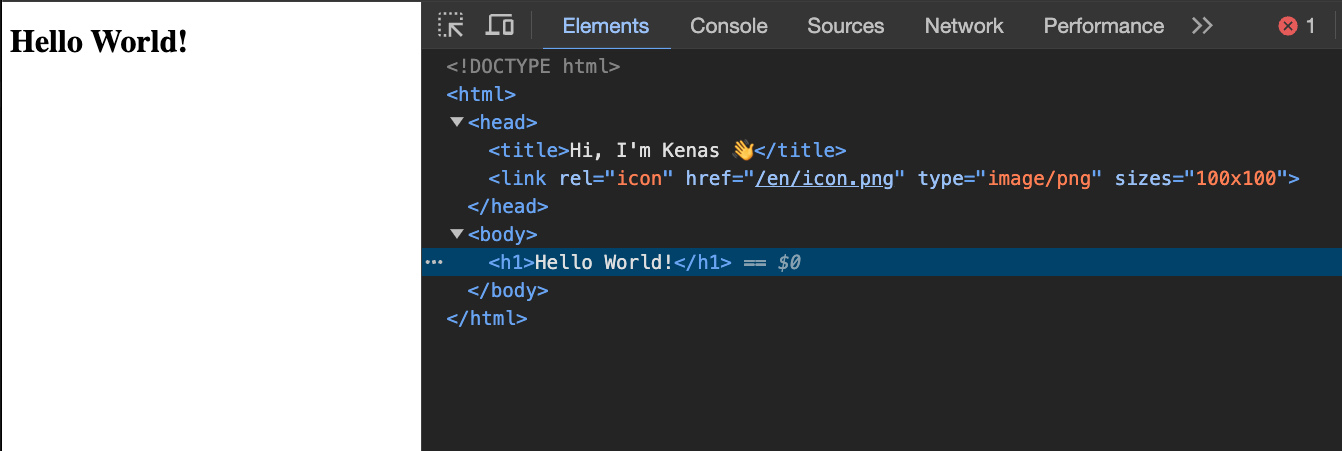 Hello World!
Elements Console Sources Network Performance 1
<!DOCTYPE html>
<html>
<head>
<title>Hi, I'm Kenas 👋</title>
<link rel="icon" href="/en/icon.png" type="image/png" sizes="100x100">
</head>
<body>
<h1>Hello World!</h1> == $0
</body>
</html>